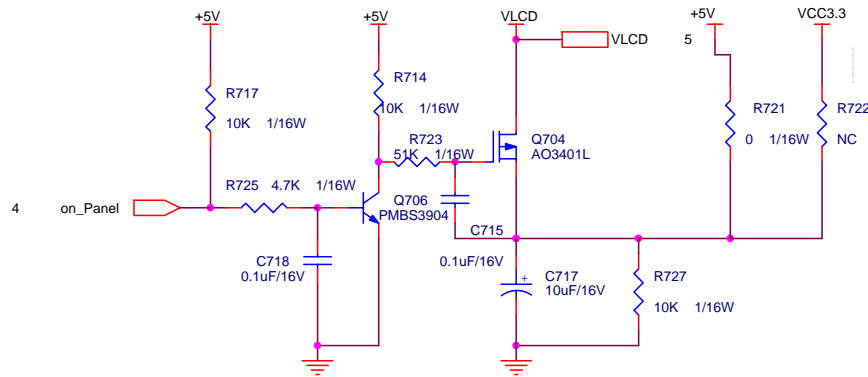 +5V +5V VLCD +5V VCC3.3
VLCD 5
R717 R714 R721 R722
10K 1/16W 10K 1/16W R723 Q704 0 1/16W NC
51K 1/16W AO3401L
R725 4.7K 1/16W Q706
4 on_Panel PMBS3904
C715
C718 0.1uF/16V C717 R727
0.1uF/16V 10uF/16V 10K 1/16W
+